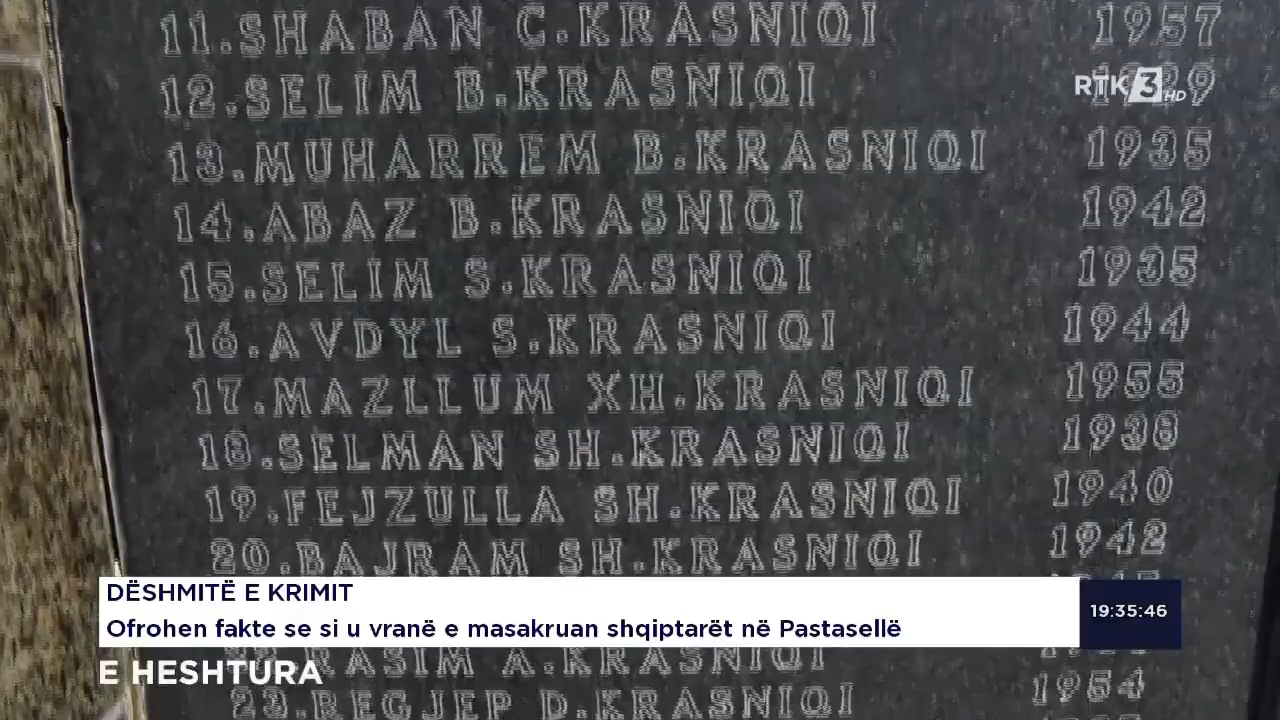 11.SHABAN C.KRASNIQI 1957
12.SELIM B.KRASNIQI
RTK 3 HD
13.MUHARREM B.KRASNIQI 1935
14.ABAZ B.KRASNIQI 1942
15.SELIM S.KRASNIQI 1935
16.AVDYL S.KRASNIQI 1944
17.MAZLLUM XH.KRASNIQI 1955
18.SELMAN SH.KRASNIQI 1938
19.FEJZULLA SH.KRASNIQI 1940
20.BAJRAM SH.KRASNIQI 1942
DËSHMITË E KRIMIT
Ofrohen fakte se si u vranë e masakruan shqiptarët në Pastasellë
19:35:46
RASIM A.KRASNIQI
E HESHTURA
23.REGJEP D.KRASNIQI 1954